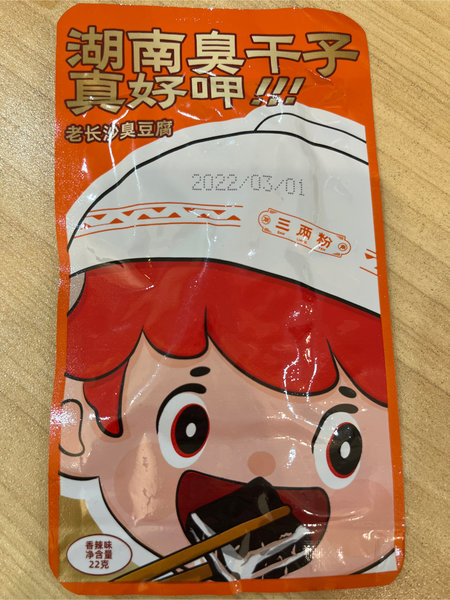 湖南臭干子
真好呷!!!
老长沙臭豆腐
2022/03/01
三两粉
香辣味
净含量
22克